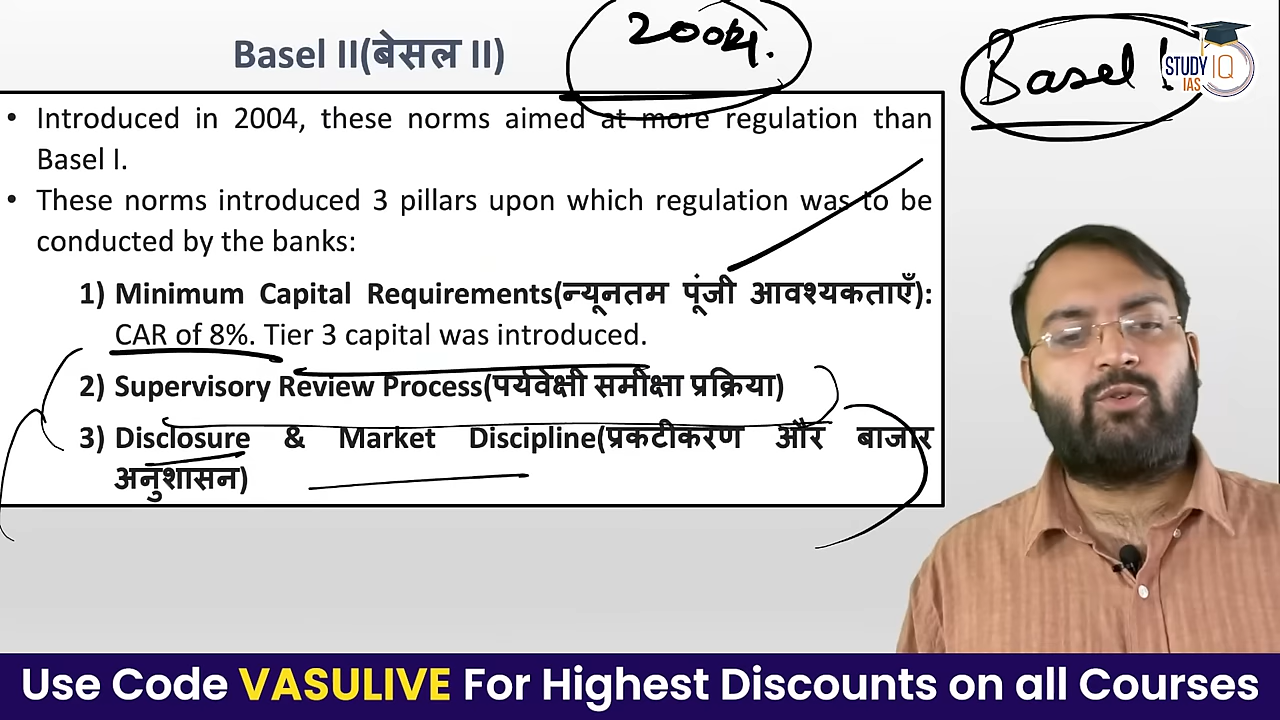 Basel II(बेसल II)
2004.
Basel
STUDY IQ
IAS
• Introduced in 2004, these norms aimed at more regulation than
Basel I.
• These norms introduced 3 pillars upon which regulation was to be
conducted by the banks:
1) Minimum Capital Requirements(न्यूनतम पूंजी आवश्यकताएँ):
CAR of 8%. Tier 3 capital was introduced.
2) Supervisory Review Process(पर्यवेक्षी समीक्षा प्रक्रिया)
3) Disclosure & Market Discipline(प्रकटीकरण और बाजार
अनुशासन)
Use Code VASULIVE For Highest Discounts on all Courses